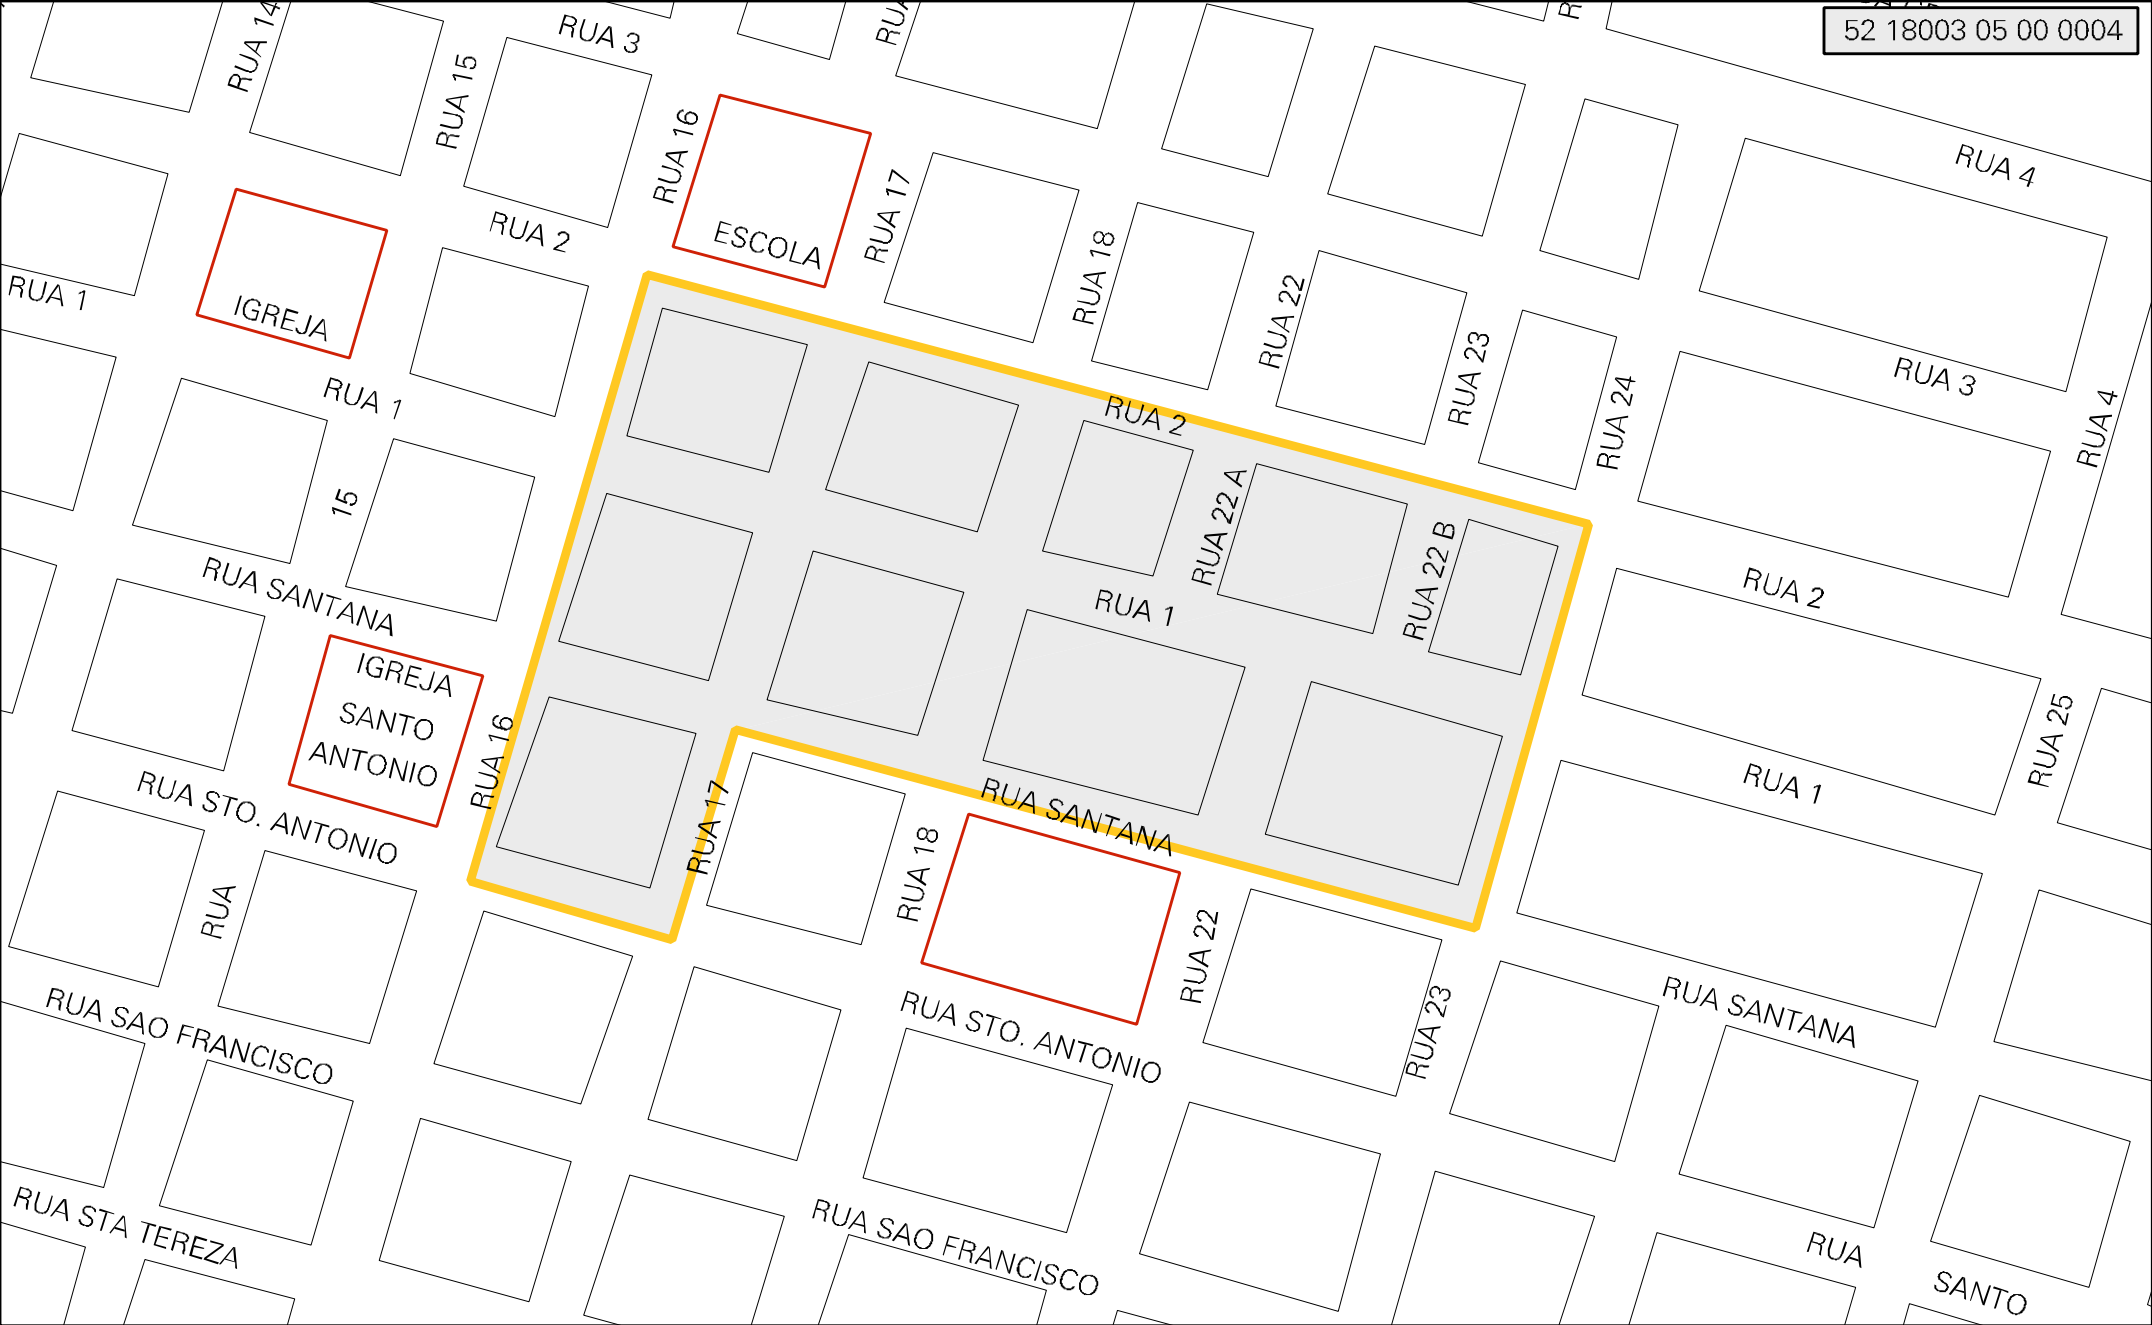 52 18003 05 00 0004
RUA 14
RUA 3
RUA 15
RUA 16
RUA
RUA 4
ESCOLA
RUA 17
RUA 2
RUA 18
RUA 22
RUA 1
IGREJA
RUA 1
RUA 23
RUA 24
RUA 3
RUA 4
RUA 2
RUA 22 A
RUA 22 B
RUA 1
15
RUA SANTANA
RUA 2
IGREJA
SANTO
ANTONIO
RUA 16
RUA 17
RUA SANTANA
RUA 18
RUA 25
RUA 1
RUA STO. ANTONIO
RUA
RUA 22
RUA 23
RUA SANTANA
RUA SAO FRANCISCO
RUA STO. ANTONIO
RUA STA TEREZA
RUA SAO FRANCISCO
RUA
SANTO